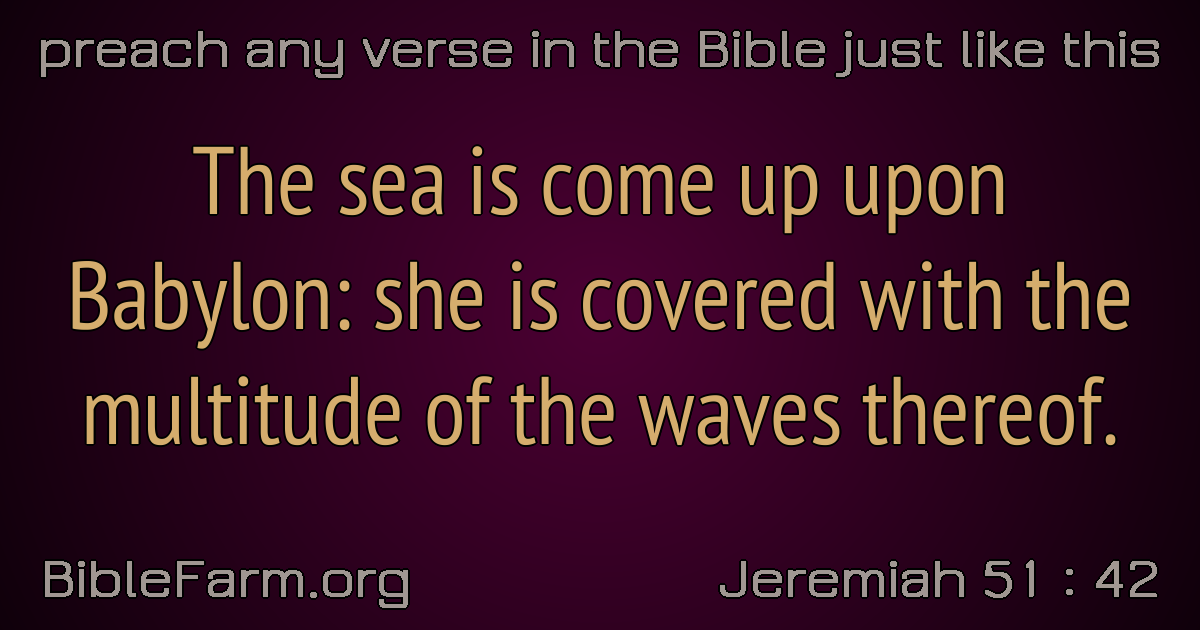 preach any verse in the Bible just like this
The sea is come up upon
Babylon: she is covered with the
multitude of the waves thereof.
BibleFarm.org
Jeremiah 51 : 42